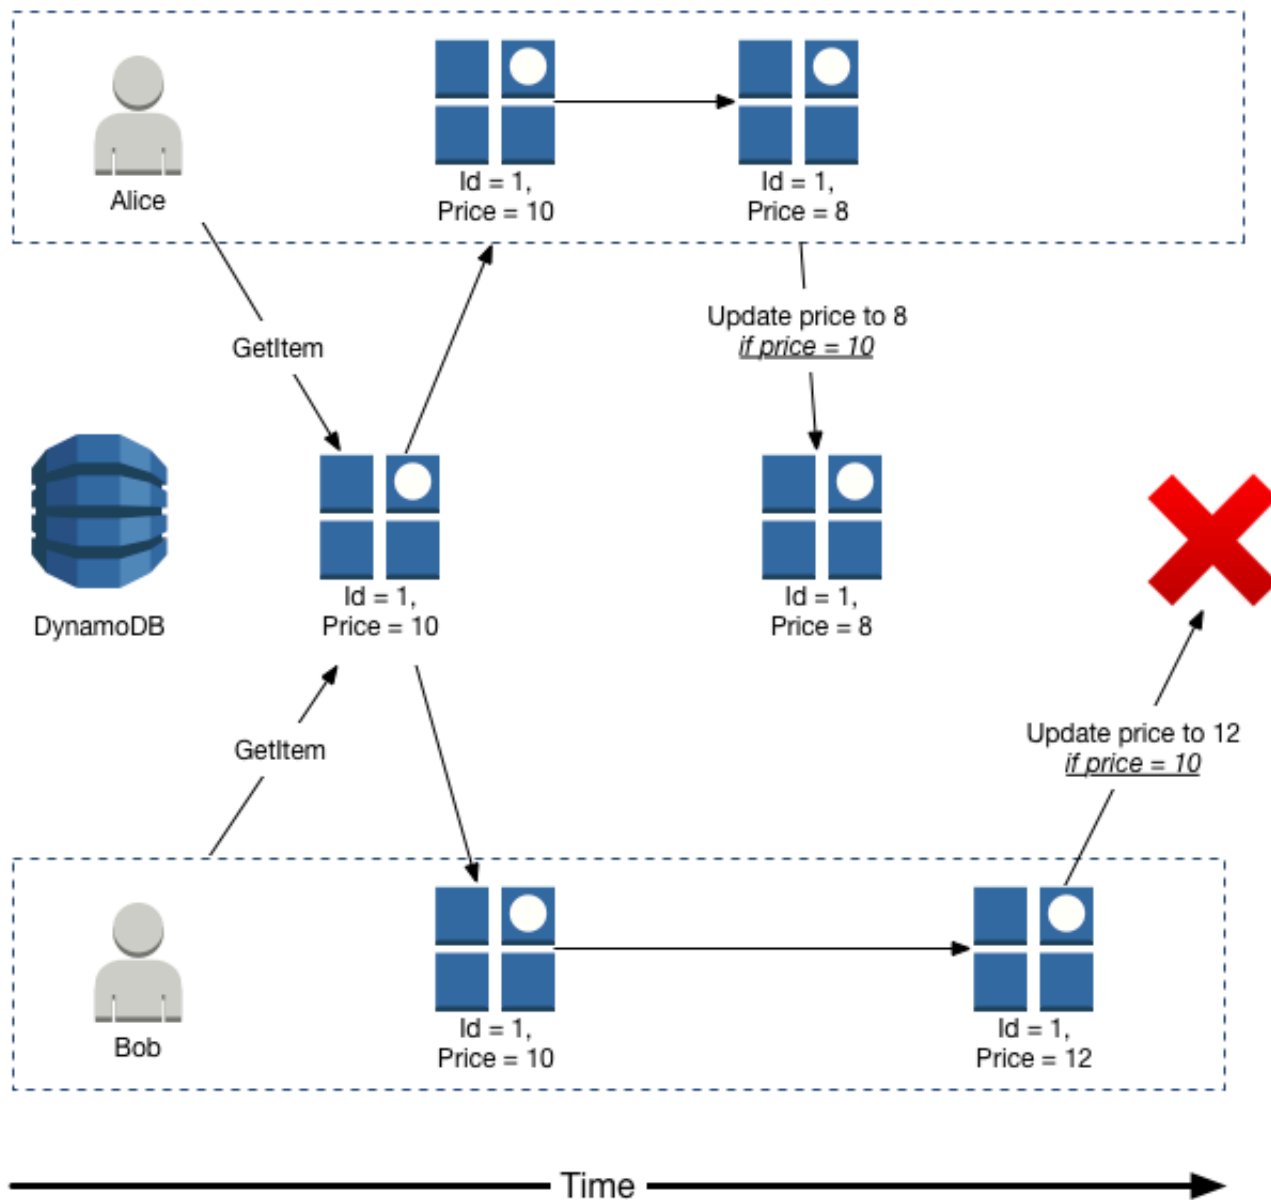 Alice
Id = 1,
Price = 10
Id = 1,
Price = 8
GetItem
Update price to 8
if price = 10
DynamoDB
Id = 1,
Price = 10
Id = 1,
Price = 8
GetItem
Update price to 12
if price = 10
Bob
Id = 1,
Price = 10
Id = 1,
Price = 12
Time